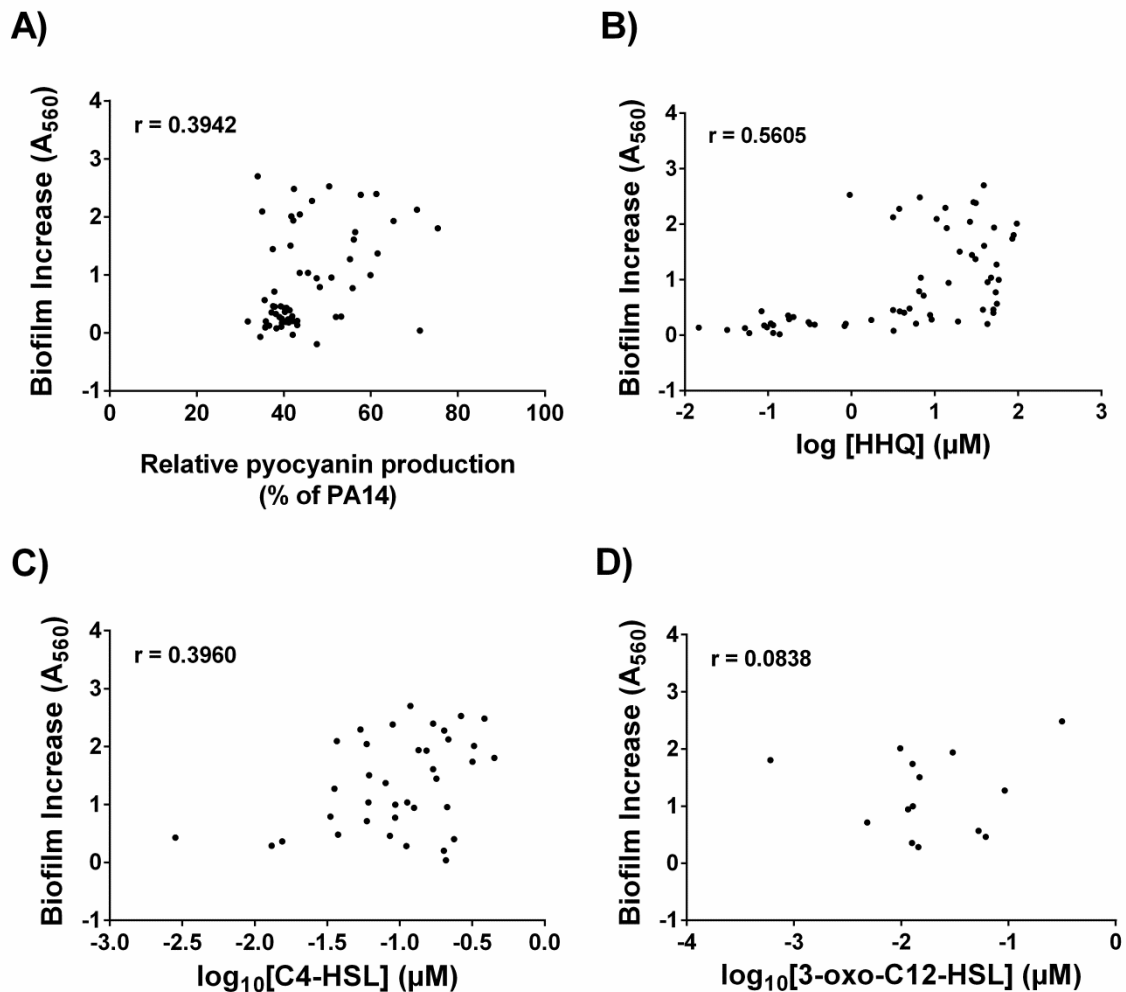 A)
Biofilm Increase (A560)
4
3
2
1
0
-1
r = 0.3942
0 20 40 60 80 100
Relative pyocyanin production
(% of PA14)
B)
Biofilm Increase (A560)
4
3
2
1
0
-1
r = 0.5605
-2 -1 0 1 2 3
log [HHQ] (µM)
C)
Biofilm Increase (A560)
4
3
2
1
0
-1
r = 0.3960
-3.0 -2.5 -2.0 -1.5 -1.0 -0.5 0.0
log10[C4-HSL] (µM)
D)
Biofilm Increase (A560)
4
3
2
1
0
-1
r = 0.0838
-4 -3 -2 -1 0
log10[3-oxo-C12-HSL] (µM)